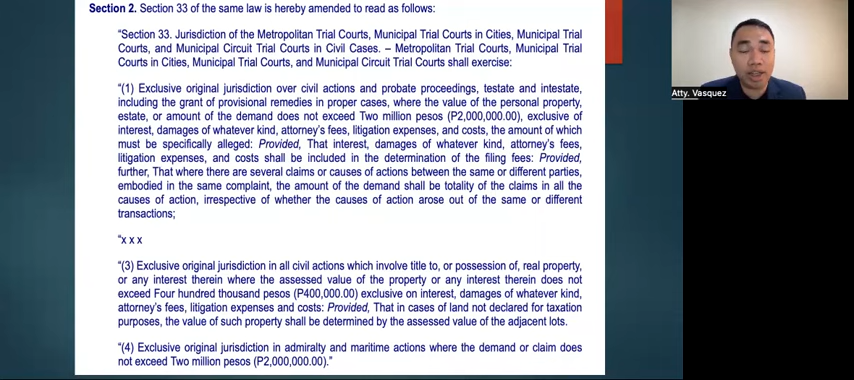 Section 2. Section 33 of the same law is hereby amended to read as follows:
“Section 33. Jurisdiction of the Metropolitan Trial Courts, Municipal Trial Courts in Cities, Municipal Trial
Courts, and Municipal Circuit Trial Courts in Civil Cases. – Metropolitan Trial Courts, Municipal Trial
Courts in Cities, Municipal Trial Courts, and Municipal Circuit Trial Courts shall exercise:
“(1) Exclusive original jurisdiction over civil actions and probate proceedings, testate and intestate,
including the grant of provisional remedies in proper cases, where the value of the personal property,
estate, or amount of the demand does not exceed Two million pesos (P2,000,000.00), exclusive of
interest, damages of whatever kind, attorney’s fees, litigation expenses, and costs, the amount of which
must be specifically alleged: Provided, That interest, damages of whatever kind, attorney’s fees,
litigation expenses, and costs shall be included in the determination of the filing fees: Provided,
further, That where there are several claims or causes of actions between the same or different parties,
embodied in the same complaint, the amount of the demand shall be totality of the claims in all the
causes of action, irrespective of whether the causes of action arose out of the same or different
transactions;
“x x x
“(3) Exclusive original jurisdiction in all civil actions which involve title to, or possession of, real property,
or any interest therein where the assessed value of the property or any interest therein does not
exceed Four hundred thousand pesos (P400,000.00) exclusive on interest, damages of whatever kind,
attorney’s fees, litigation expenses and costs: Provided, That in cases of land not declared for taxation
purposes, the value of such property shall be determined by the assessed value of the adjacent lots.
“(4) Exclusive original jurisdiction in admiralty and maritime actions where the demand or claim does
not exceed Two million pesos (P2,000,000.00).”
Atty. Vasquez